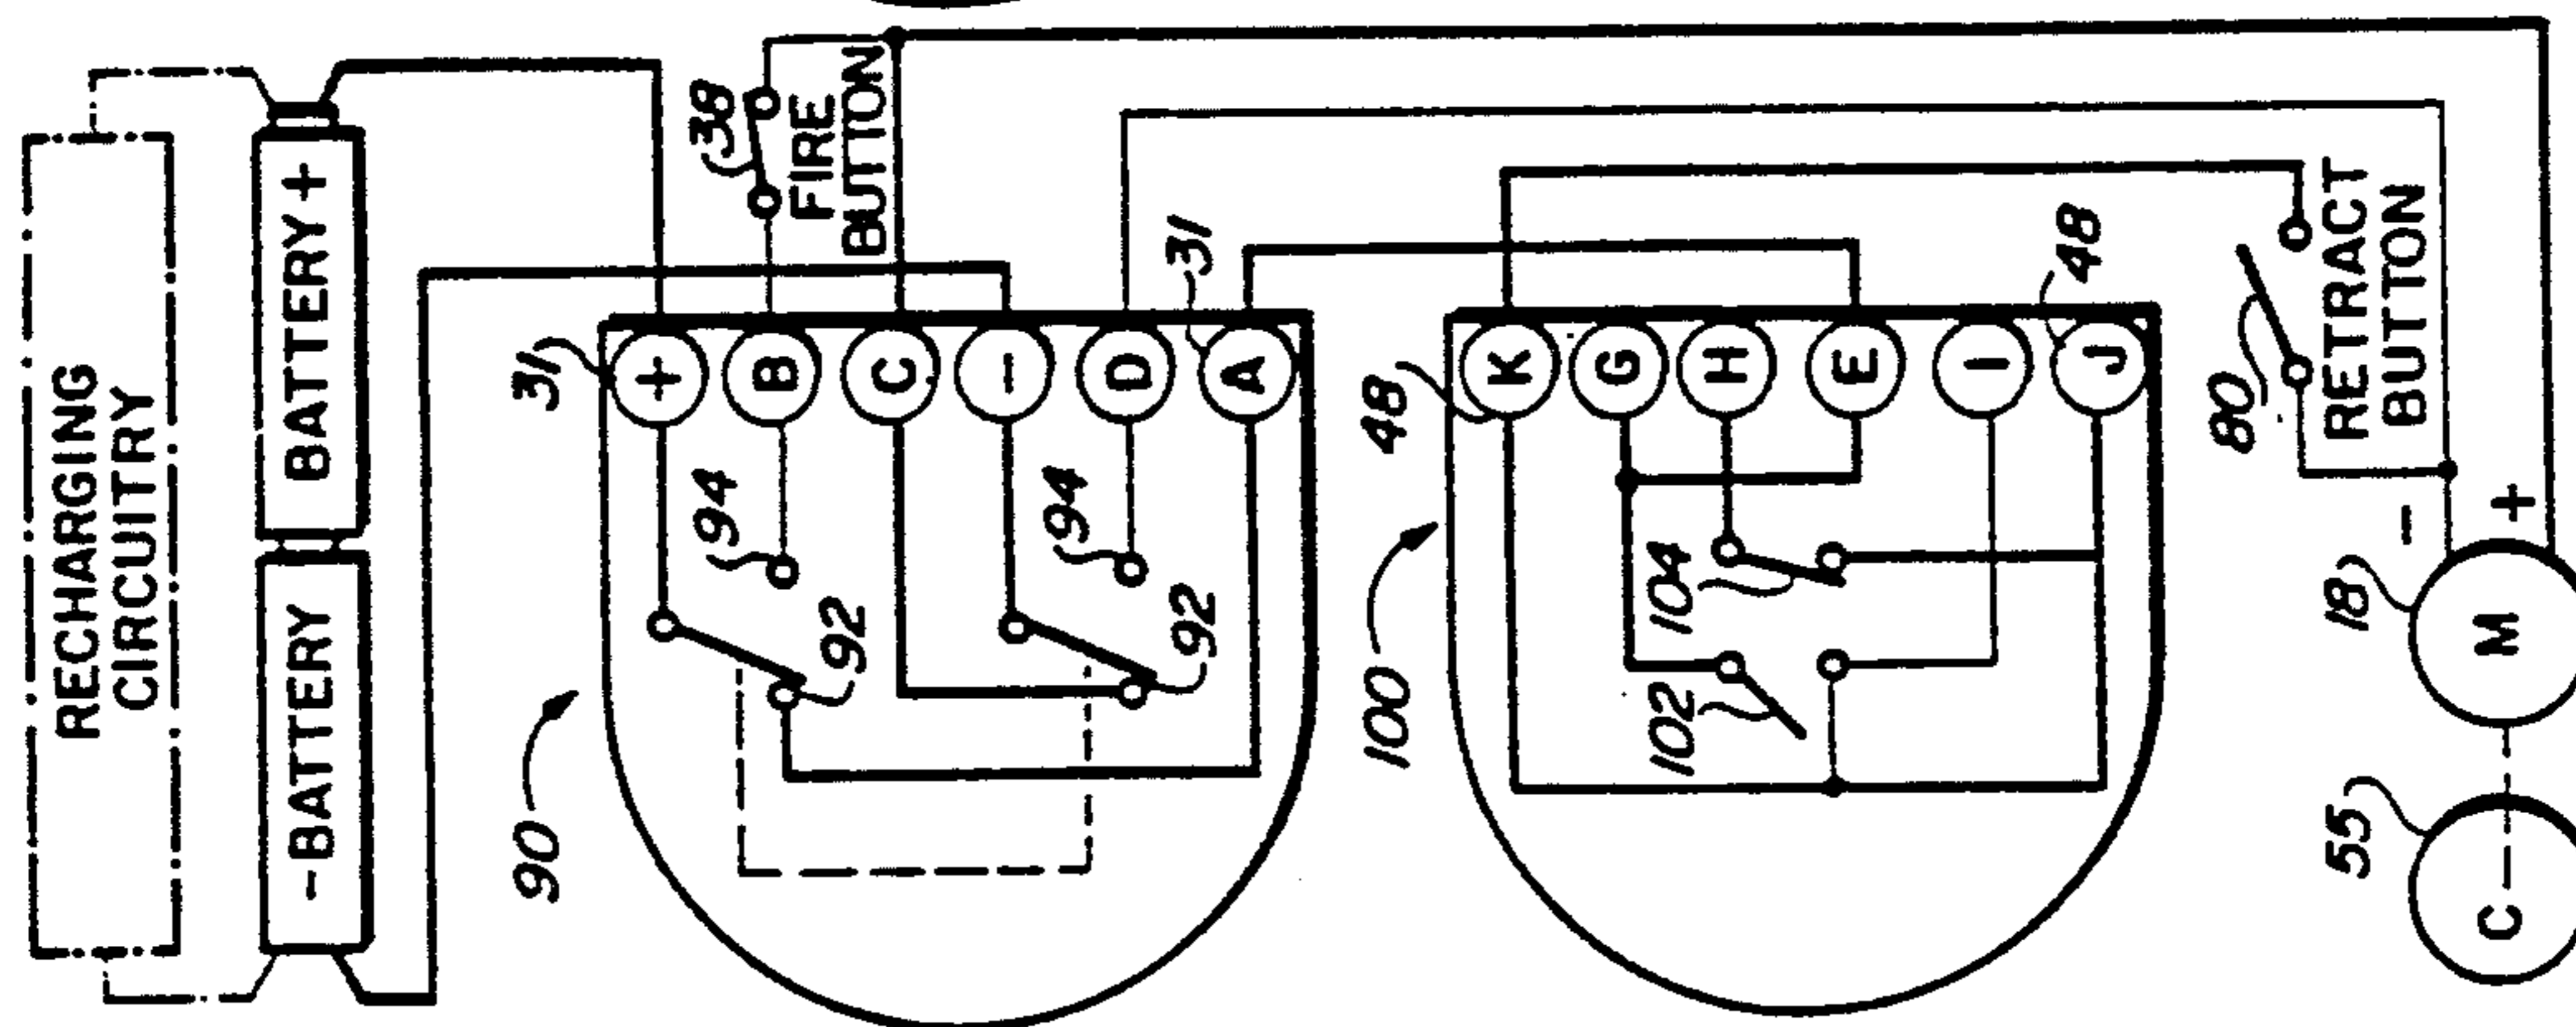 RECHARGING
CIRCUITRY
BATTERY +
- BATTERY
38
FIRE
BUTTON
31
31
+
B
C
-
D
A
94
94
92
92
90
48
48
K
G
H
E
I
J
104
102
100
80
RETRACT
BUTTON
-
+
18
M
55
C